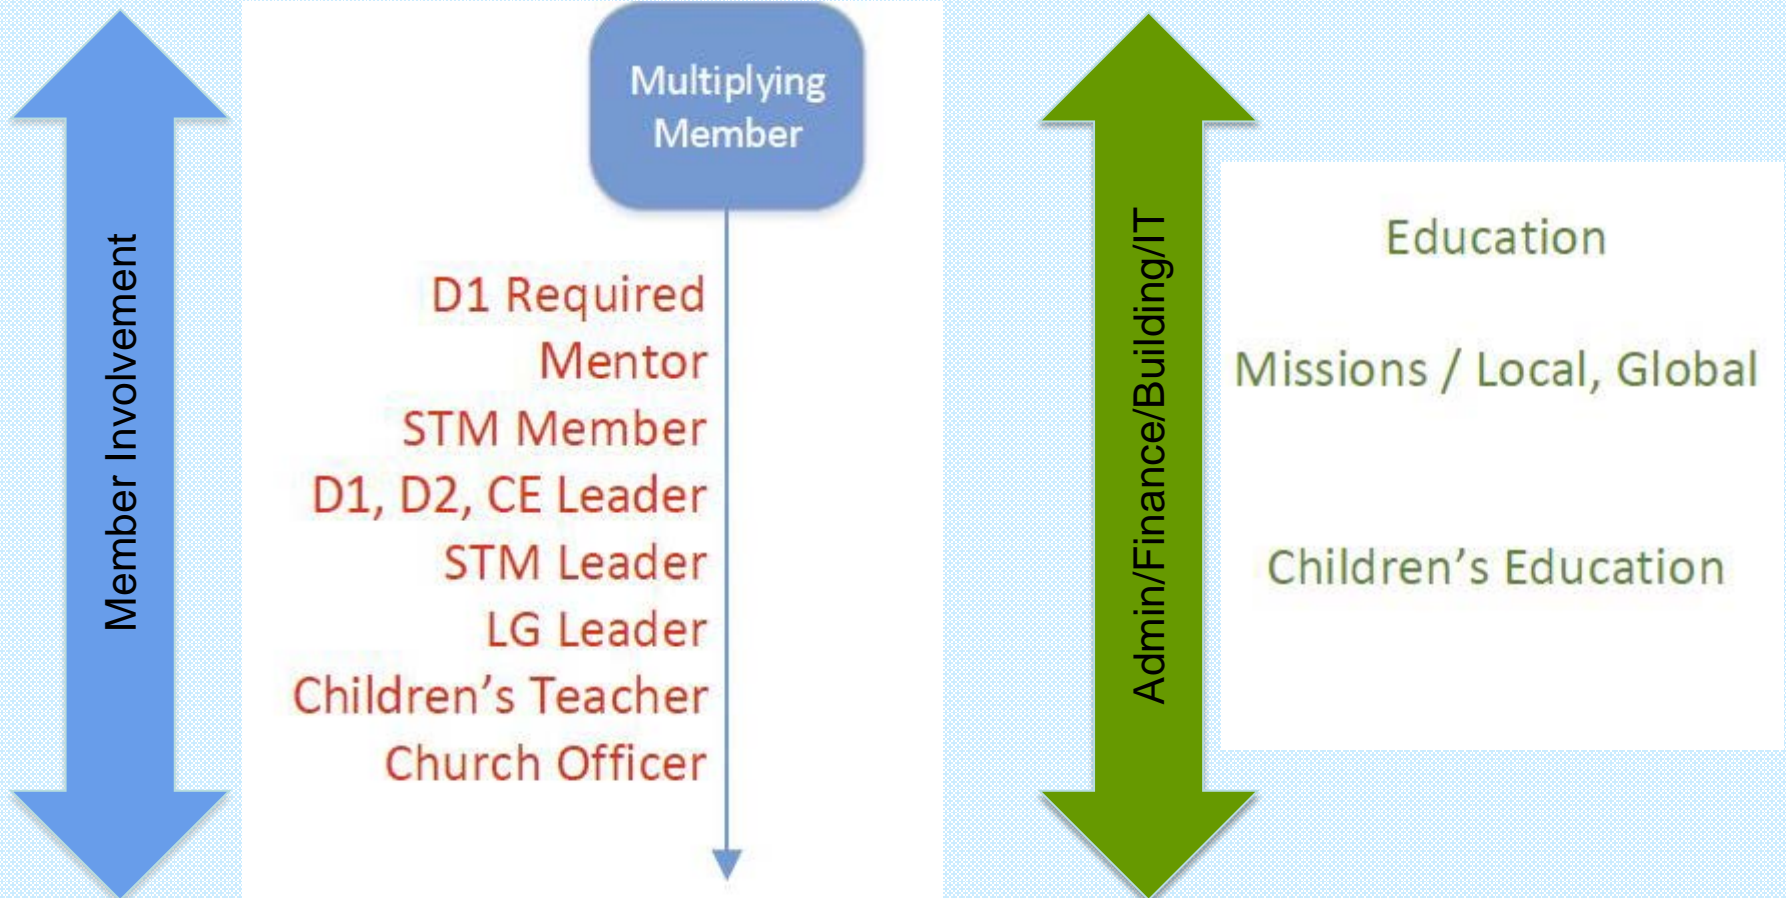 Member Involvement
Multiplying
Member
D1 Required
Mentor
STM Member
D1, D2, CE Leader
STM Leader
LG Leader
Children’s Teacher
Church Officer
Admin/Finance/Building/IT
Education
Missions / Local, Global
Children’s Education